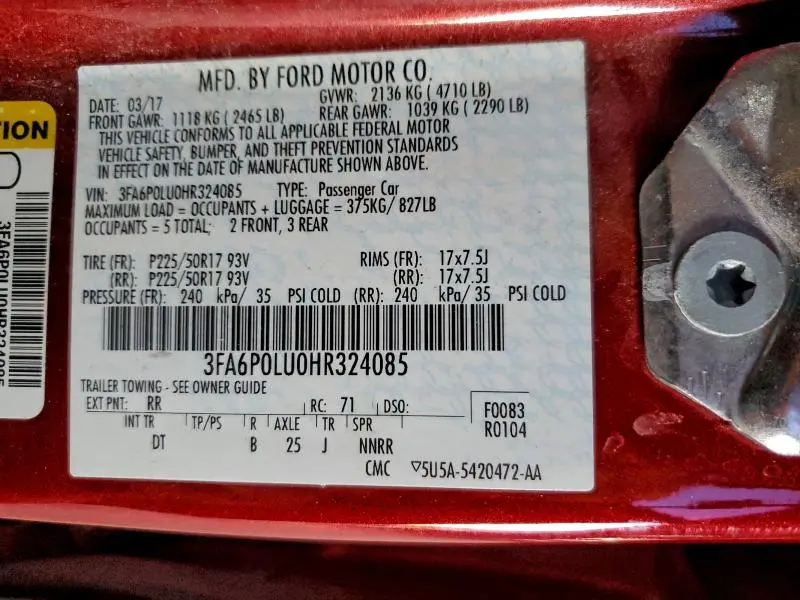 MFD. BY FORD MOTOR CO.
DATE: 03/17 GVWR: 2136 KG ( 4710 LB)
FRONT GAWR: 1118 KG ( 2465 LB) REAR GAWR: 1039 KG ( 2290 LB)
THIS VEHICLE CONFORMS TO ALL APPLICABLE FEDERAL MOTOR
VEHICLE SAFETY, BUMPER, AND THEFT PREVENTION STANDARDS
IN EFFECT ON THE DATE OF MANUFACTURE SHOWN ABOVE.
VIN: 3FA6P0LU0HR324085 TYPE: Passenger Car
MAXIMUM LOAD = OCCUPANTS + LUGGAGE = 375KG/ 827LB
OCCUPANTS = 5 TOTAL; 2 FRONT, 3 REAR
TIRE (FR): P225/50R17 93V RIMS (FR): 17x7.5J
(RR): P225/50R17 93V (RR): 17x7.5J
PRESSURE (FR): 240 kPa/ 35 PSI COLD (RR): 240 kPa/ 35 PSI COLD
3FA6P0LU0HR324085
TRAILER TOWING - SEE OWNER GUIDE
EXT PNT: RR RC: 71 DSO:
INT TR TP/PS R AXLE TR SPR
DT B 25 J NNRR
F0083
R0104
CMC ▽5U5A-5420472-AA
TION
3FA6P0LU0HR324085